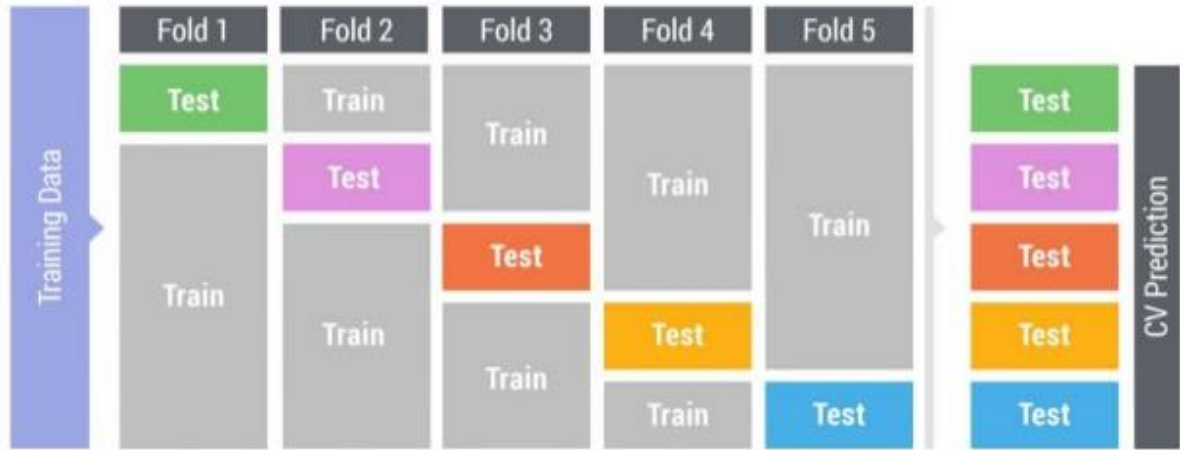 Training Data
Fold 1
Fold 2
Fold 3
Fold 4
Fold 5
Test
Train
Train
Test
Train
Train
Test
Train
Train
Test
Train
Train
Test
Test
Test
Test
Test
Test
CV Prediction